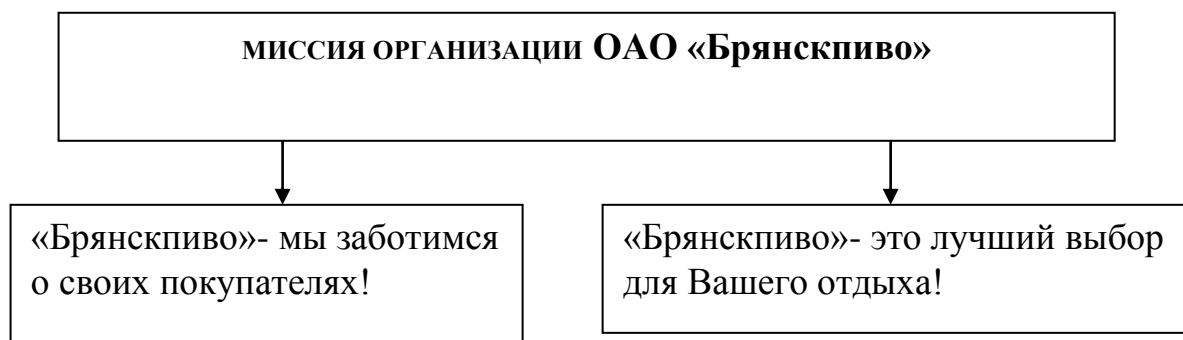 МИССИЯ ОРГАНИЗАЦИИ ОАО «Брянскпиво»
«Брянскпиво»- мы заботимся
о своих покупателях!
«Брянскпиво»- это лучший выбор
для Вашего отдыха!